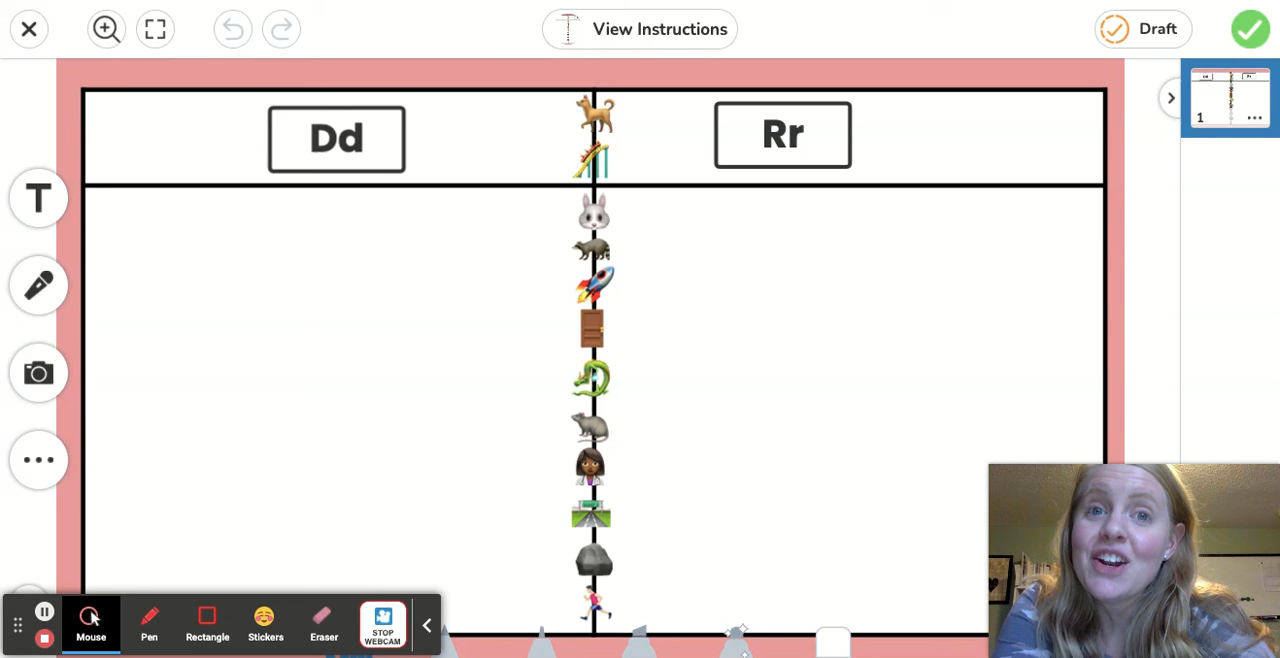 View Instructions
Draft
Dd
Rr
1
T
Mouse
Pen
Rectangle
Stickers
Eraser
STOP
WEBCAM